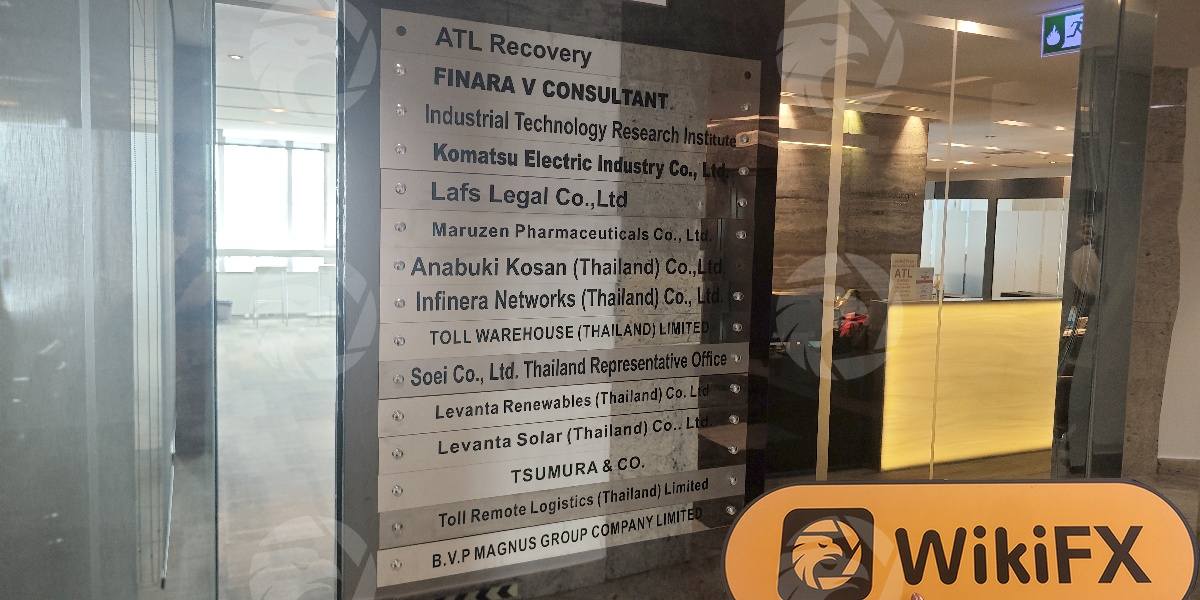 ATL Recovery
FINARA V CONSULTANT
Industrial Technology Research Institute
Komatsu Electric Industry Co., Ltd.
Lafs Legal Co.,Ltd
Maruzen Pharmaceuticals Co., Ltd.
Anabuki Kosan (Thailand) Co.,Ltd
Infinera Networks (Thailand) Co., Ltd.
TOLL WAREHOUSE (THAILAND) LIMITED
Soei Co., Ltd. Thailand Representative Office
Levanta Renewables (Thailand) Co. Ltd
Levanta Solar (Thailand) Co.. Ltd.
TSUMURA & CO.
Toll Remote Logistics (Thailand) Limited
B.V.P MAGNUS GROUP COMPANY LIMITED
ATL
WikiFX